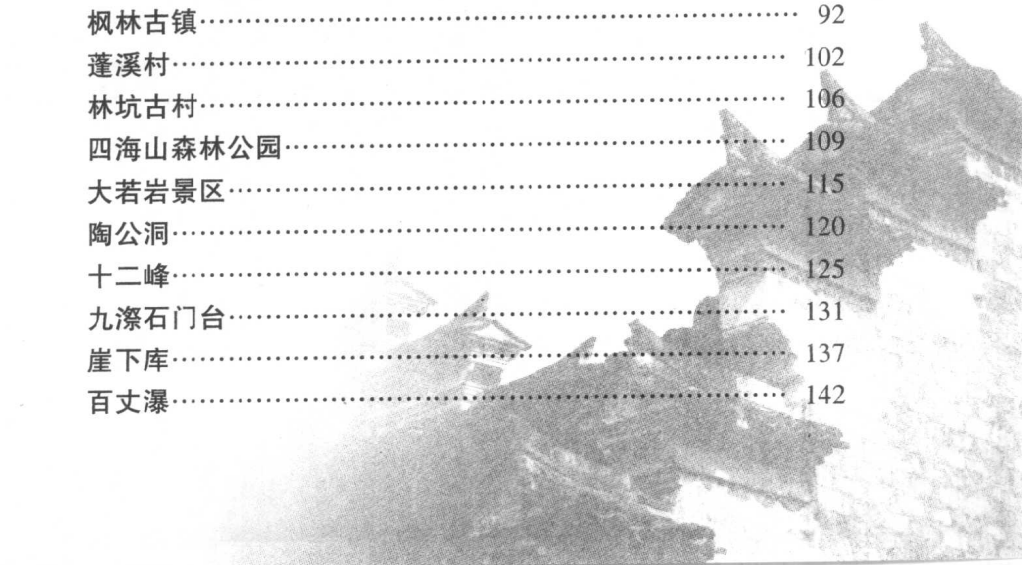 枫林古镇…………………………………………… 92
蓬溪村…………………………………………… 102
林坑古村…………………………………………… 106
四海山森林公园…………………………………………… 109
大若岩景区…………………………………………… 115
陶公洞…………………………………………… 120
十二峰…………………………………………… 125
九漈石门台…………………………………………… 131
崖下库…………………………………………… 137
百丈瀑…………………………………………… 142